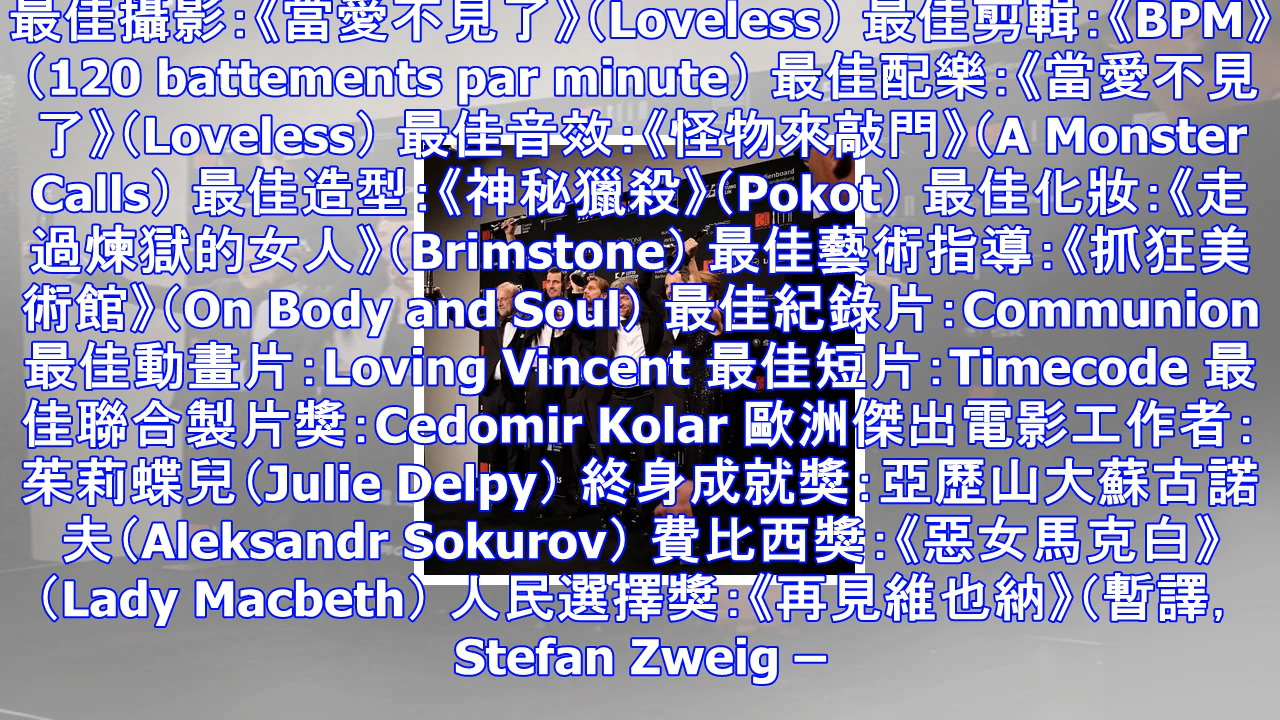 最佳攝影：《當愛不見了》（Loveless） 最佳剪輯：《BPM》
（120 battements par minute） 最佳配樂：《當愛不見
了》（Loveless） 最佳音效：《怪物來敲門》（A Monster
Calls） 最佳造型：《神秘獵殺》（Pokot） 最佳化妝：《走
過煉獄的女人》（Brimstone） 最佳藝術指導：《抓狂美
術館》（On Body and Soul） 最佳紀錄片：Communion
最佳動畫片：Loving Vincent 最佳短片：Timecode 最
佳聯合製片獎：Cedomir Kolar 歐洲傑出電影工作者：
茱莉蝶兒（Julie Delpy） 終身成就獎：亞歷山大蘇古諾
夫（Aleksandr Sokurov） 費比西獎：《惡女馬克白》
（Lady Macbeth） 人民選擇獎：《再見維也納》（暫譯，
Stefan Zweig –